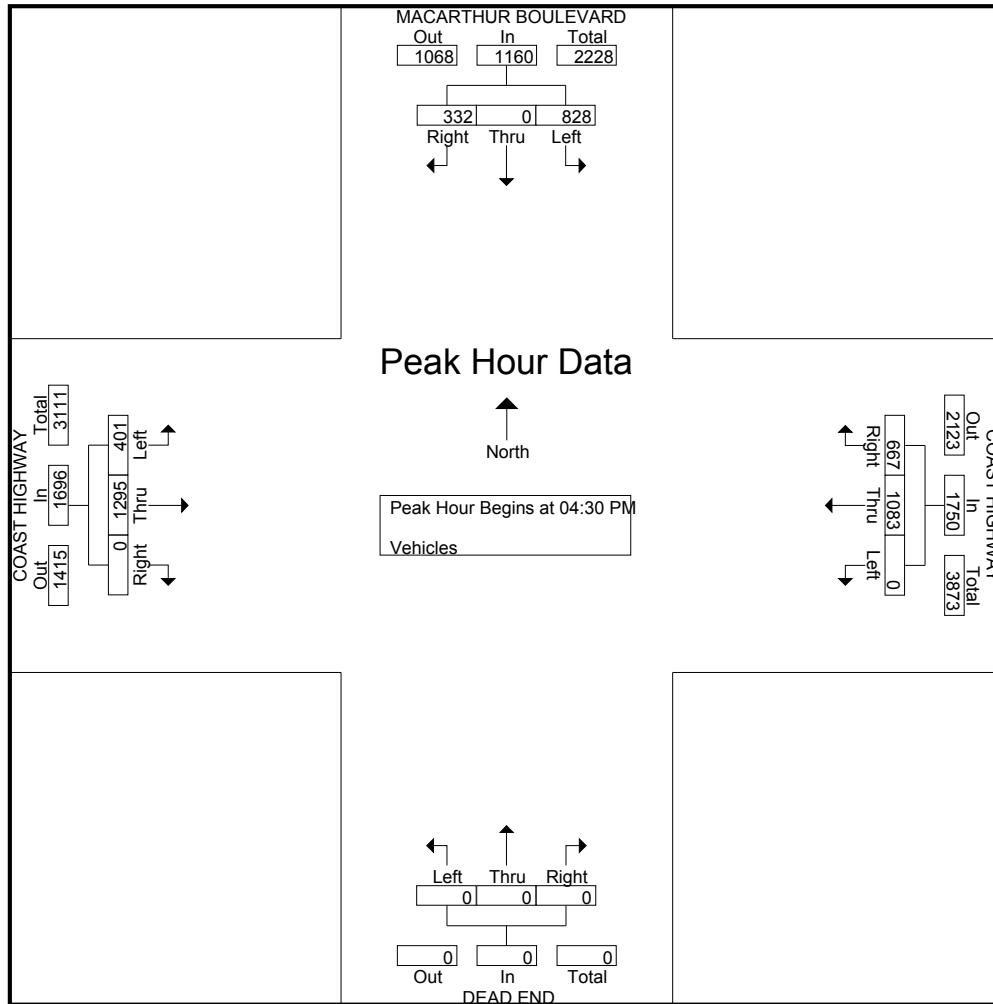 MACARTHUR BOULEVARD
Out In Total
1068 1160 2228
332 0 828
Right Thru Left
Peak Hour Data
North
Peak Hour Begins at 04:30 PM
Vehicles
COAST HIGHWAY
Total In Out
3111 1696 1415
401 1295 0
Left Thru Right
COAST HIGHWAY
Out In Total
2123 1750 3873
667 1083 0
Right Thru Left
Left Thru Right
0 0 0
0 0 0
Out In Total
DEAD END